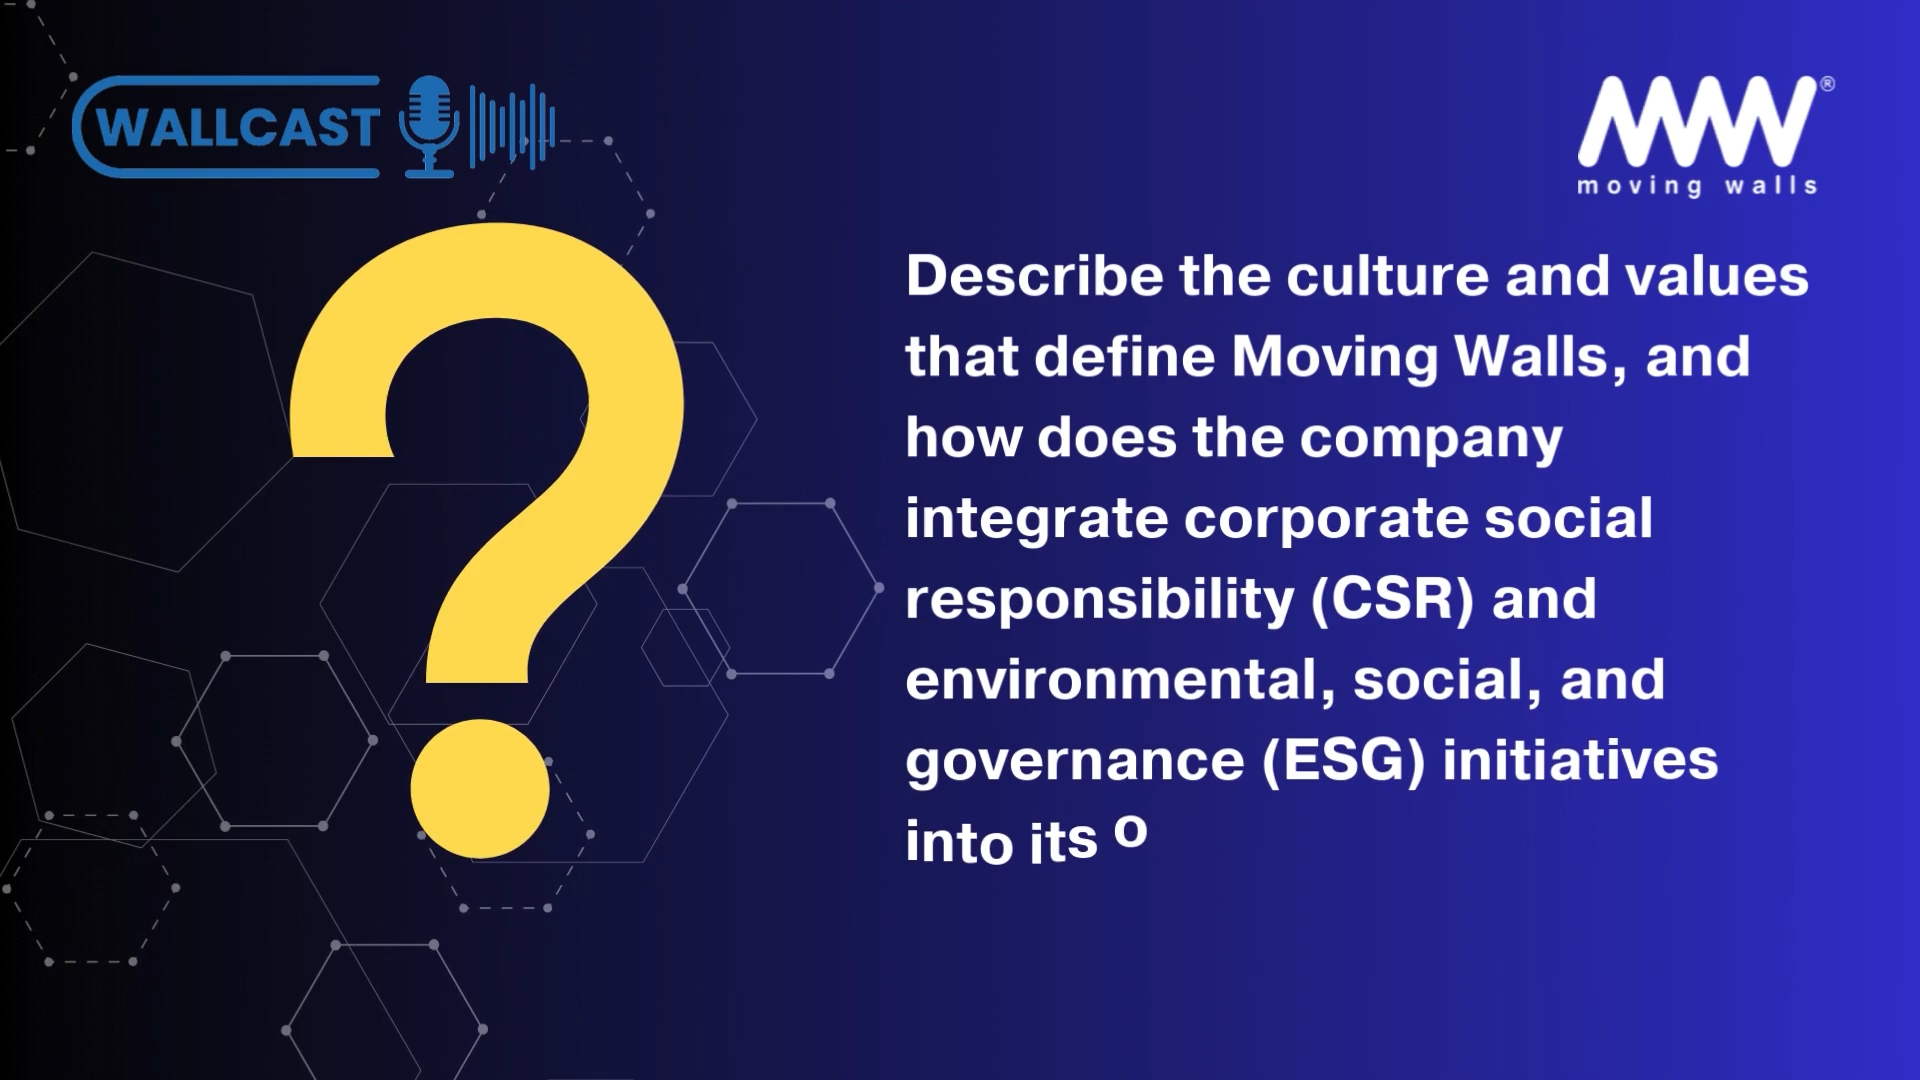 WALLCAST
®
moving walls
Describe the culture and values
that define Moving Walls, and
how does the company
integrate corporate social
responsibility (CSR) and
environmental, social, and
governance (ESG) initiatives
into its o